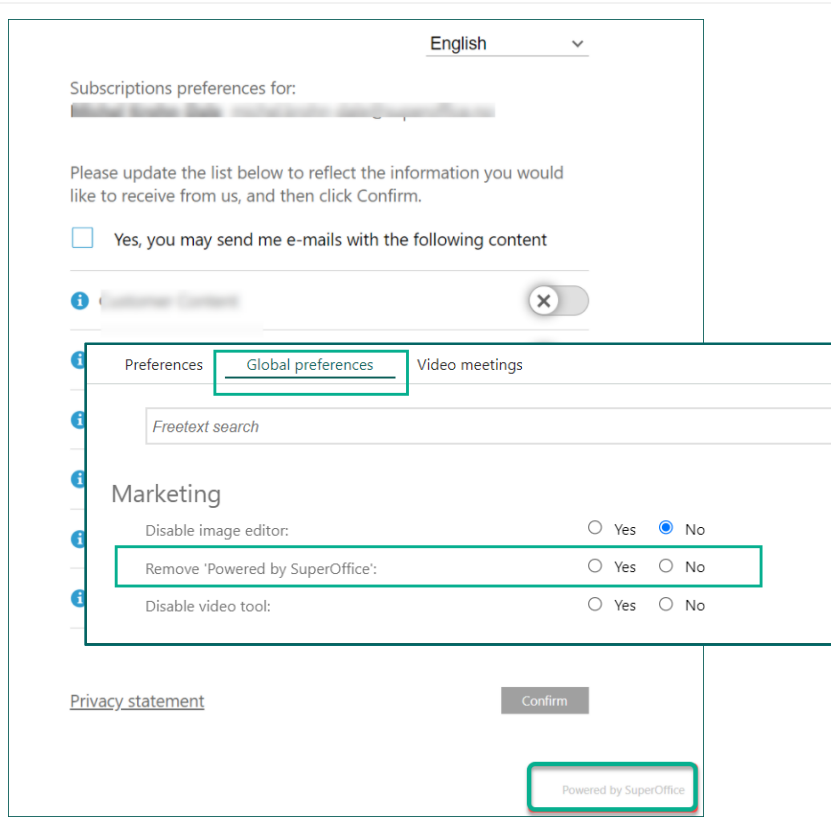 English
Subscriptions preferences for:
Please update the list below to reflect the information you would
like to receive from us, and then click Confirm.
Yes, you may send me e-mails with the following content
Preferences Global preferences Video meetings
Freetext search
Marketing
Disable image editor: Yes No
Remove 'Powered by SuperOffice': Yes No
Disable video tool: Yes No
Privacy statement Confirm
Powered by SuperOffice